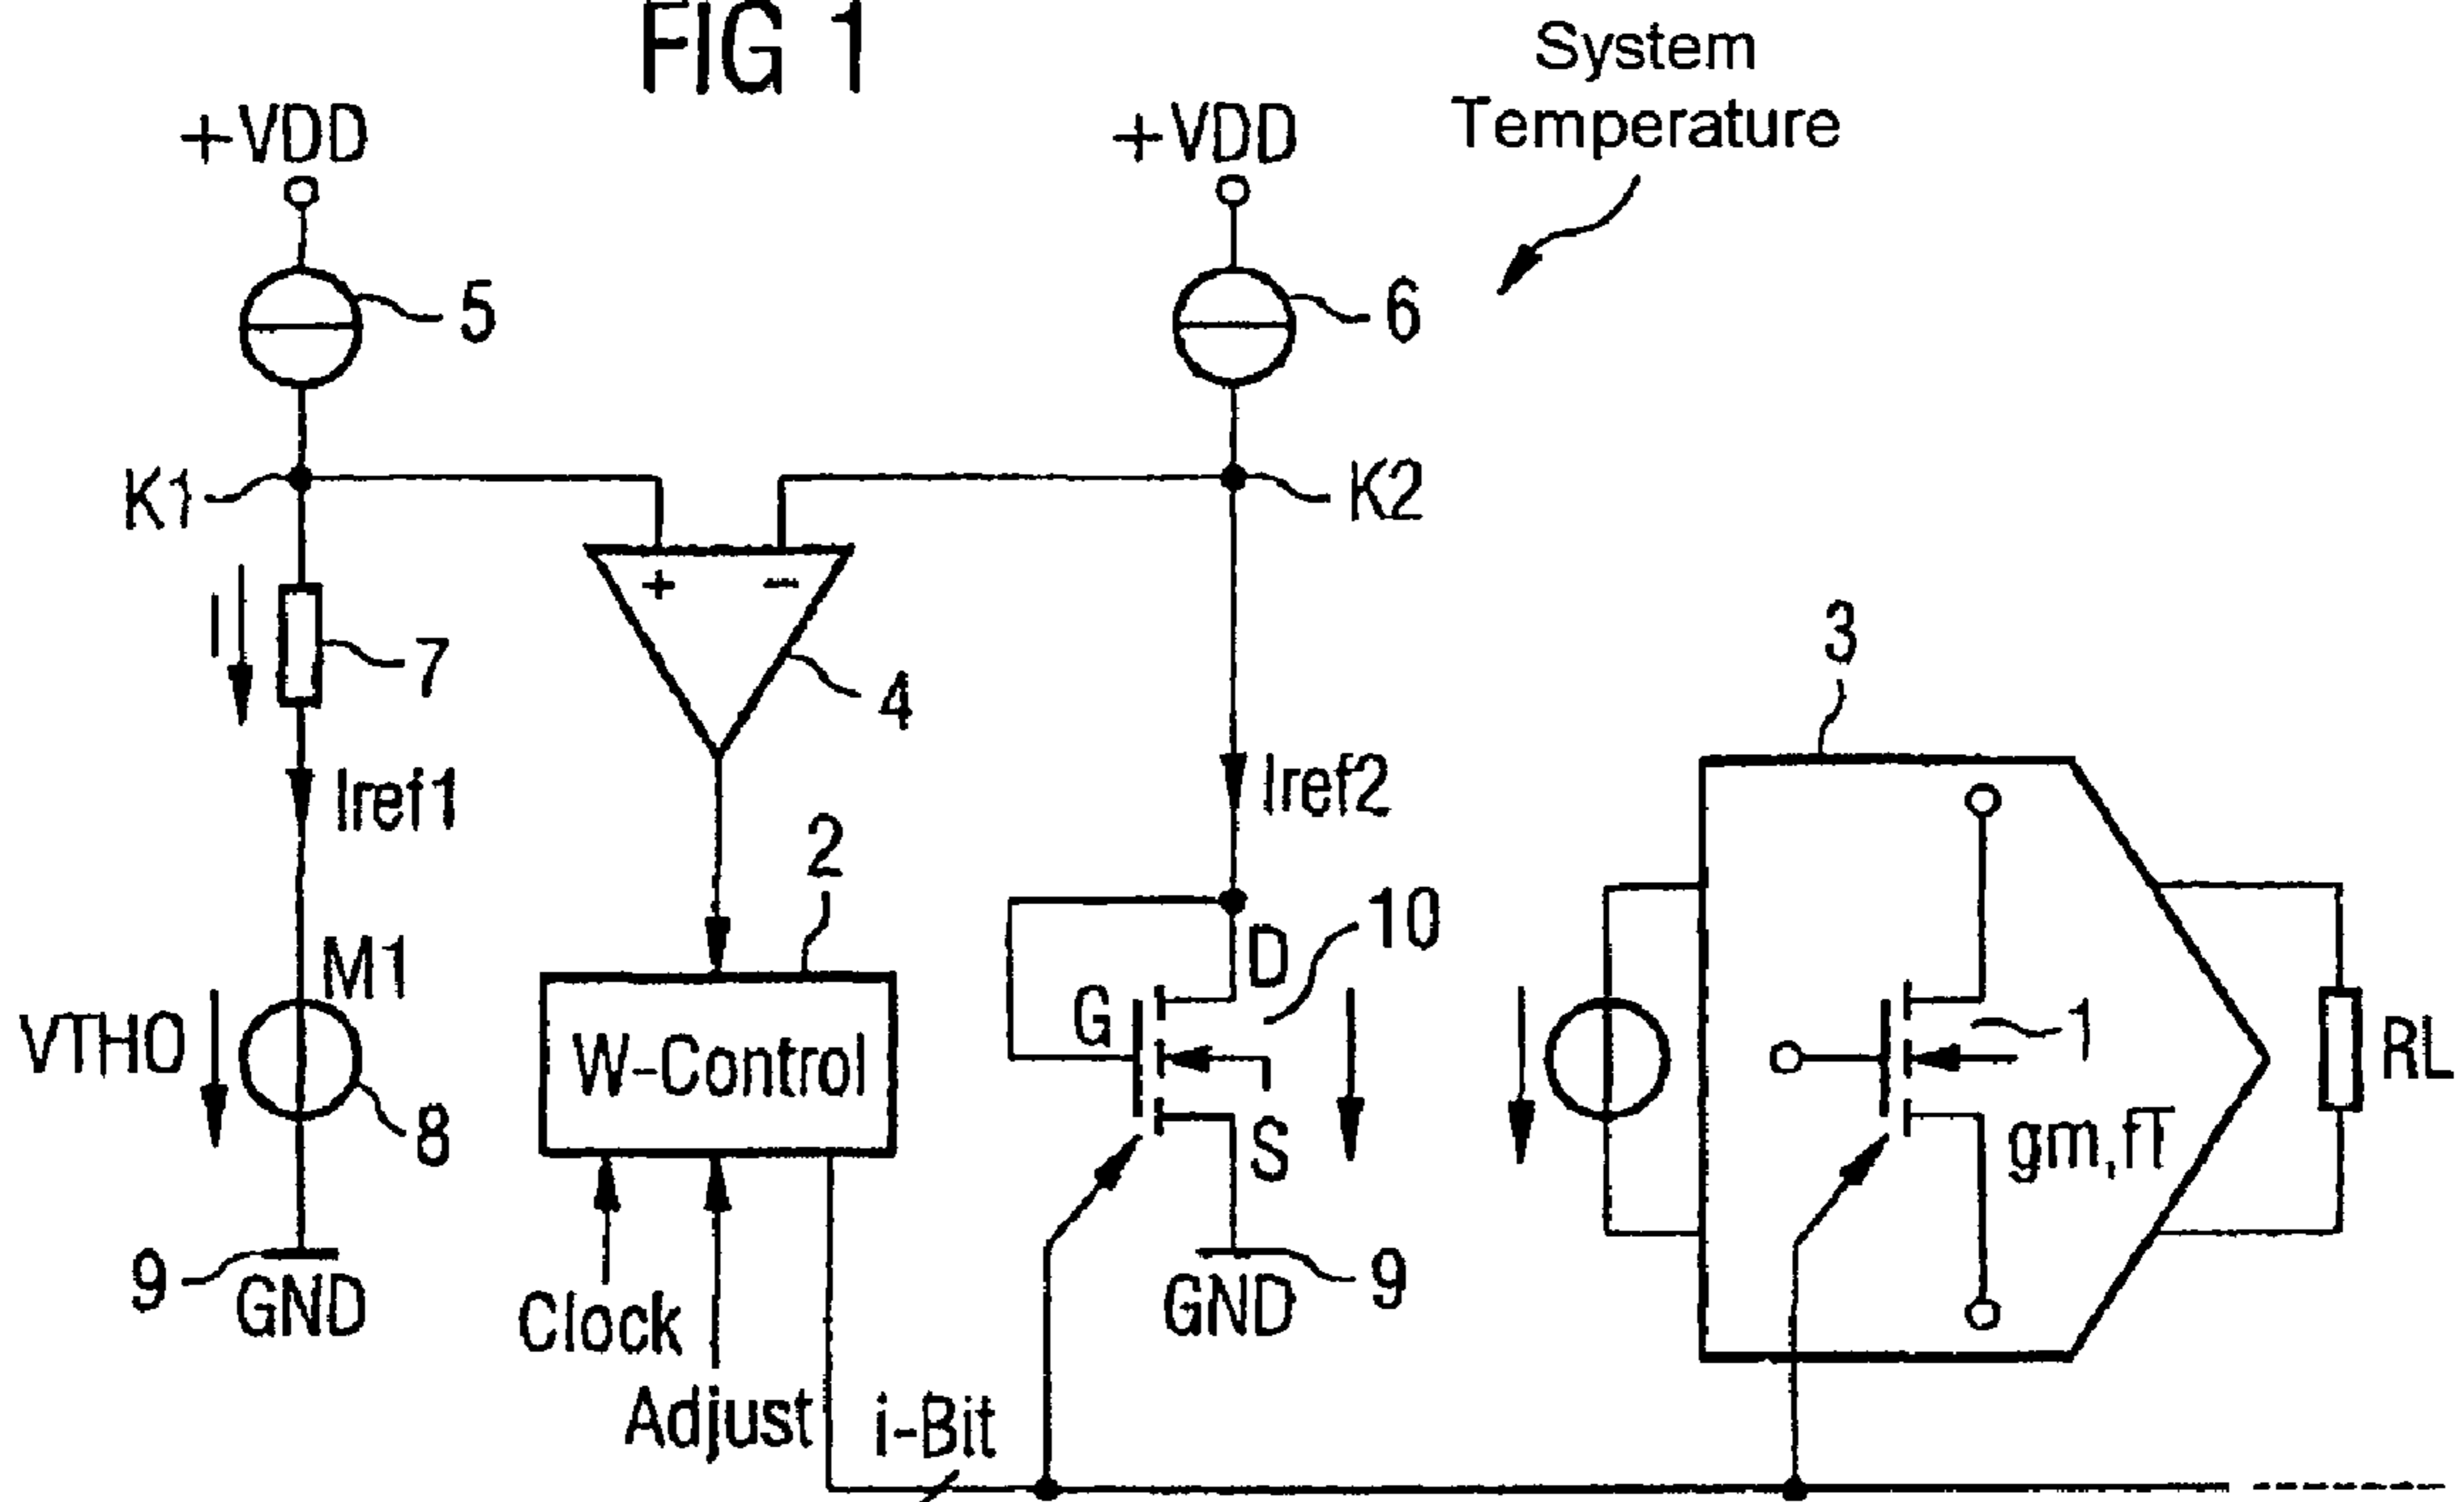 FIG 1
System
Temperature
+VDD
+VDD
5
6
K1
K2
+
−
7
4
3
Iref1
Iref2
2
10
M1
D
G
1
VTHO
W-Control
RL
8
S
gm,fT
9
GND
GND
9
Clock
Adjust
i-Bit